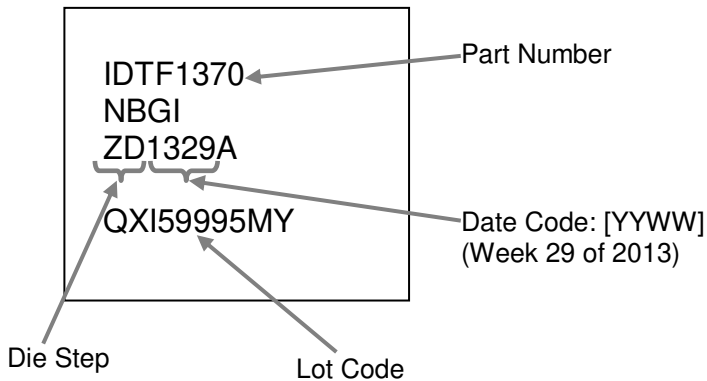 IDTF1370
NBGI
ZD1329A
QXI59995MY
Part Number
Date Code: [YYWW]
(Week 29 of 2013)
Die Step
Lot Code